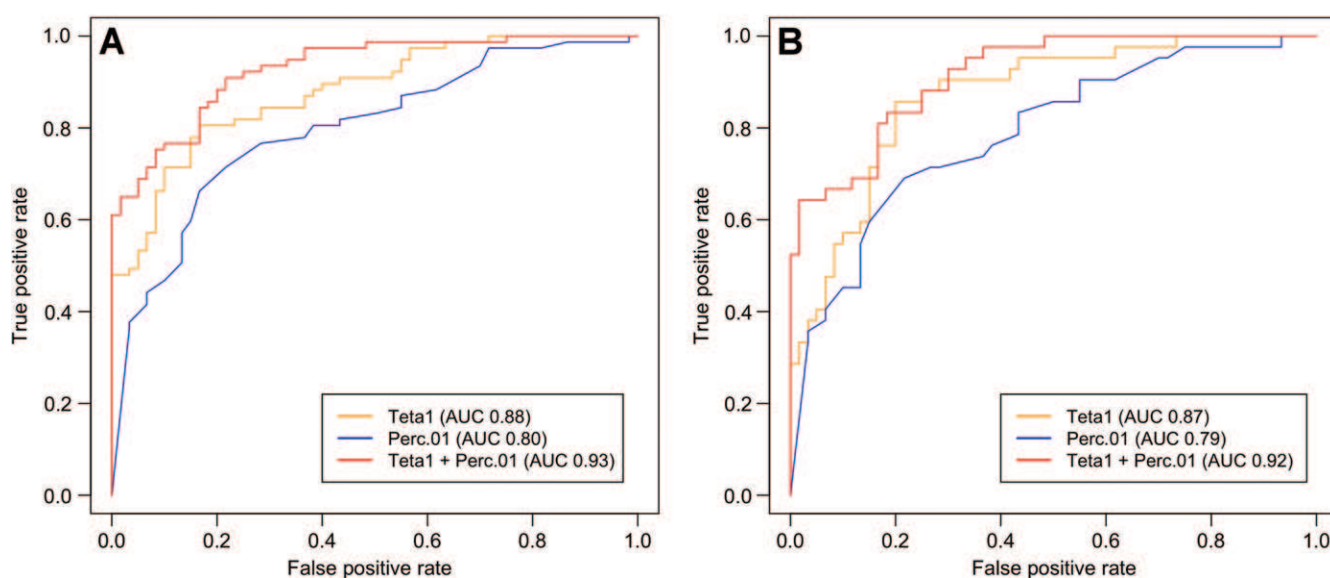 A
1.0
0.8
0.6
0.4
0.2
0.0
True positive rate
Teta1 (AUC 0.88)
Perc.01 (AUC 0.80)
Teta1 + Perc.01 (AUC 0.93)
0.0 0.2 0.4 0.6 0.8 1.0
False positive rate
B
1.0
0.8
0.6
0.4
0.2
0.0
True positive rate
Teta1 (AUC 0.87)
Perc.01 (AUC 0.79)
Teta1 + Perc.01 (AUC 0.92)
0.0 0.2 0.4 0.6 0.8 1.0
False positive rate